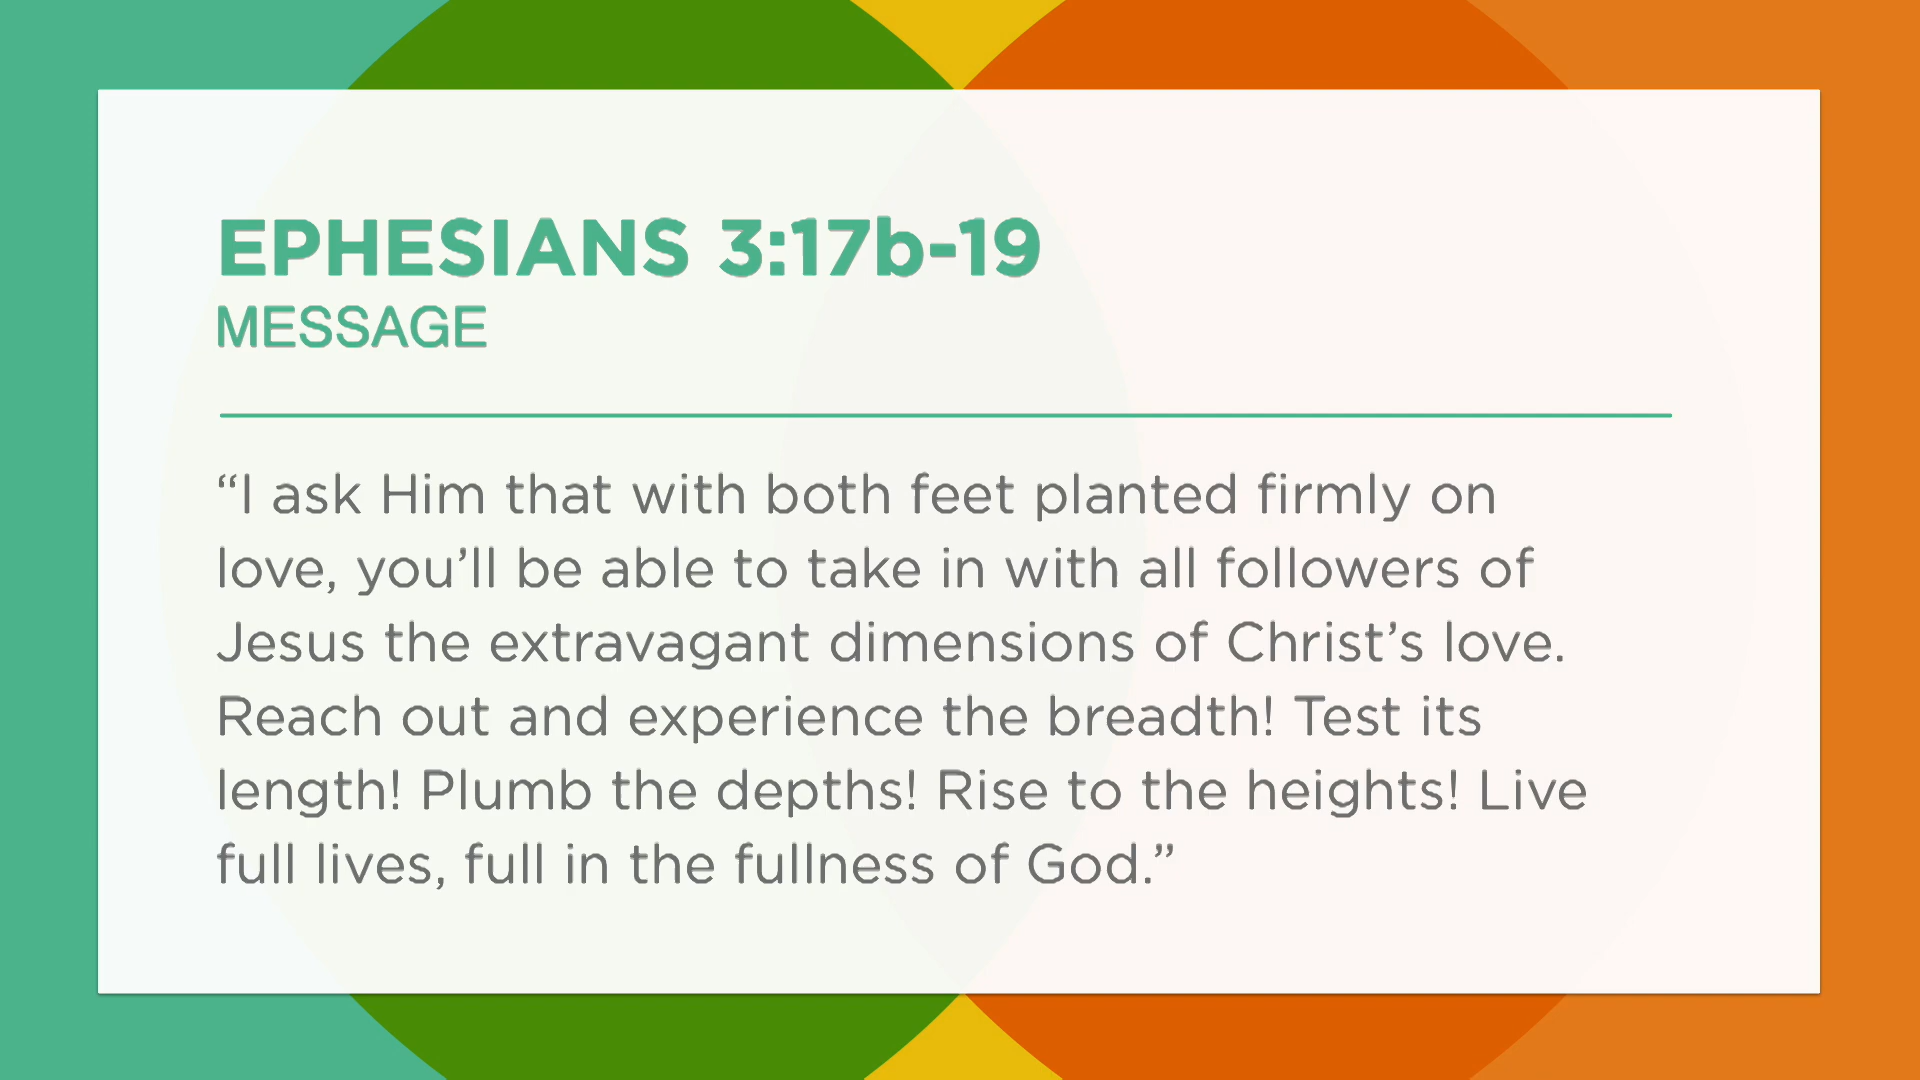 EPHESIANS 3:17b-19
MESSAGE
“I ask Him that with both feet planted firmly on
love, you’ll be able to take in with all followers of
Jesus the extravagant dimensions of Christ’s love.
Reach out and experience the breadth! Test its
length! Plumb the depths! Rise to the heights! Live
full lives, full in the fullness of God.”